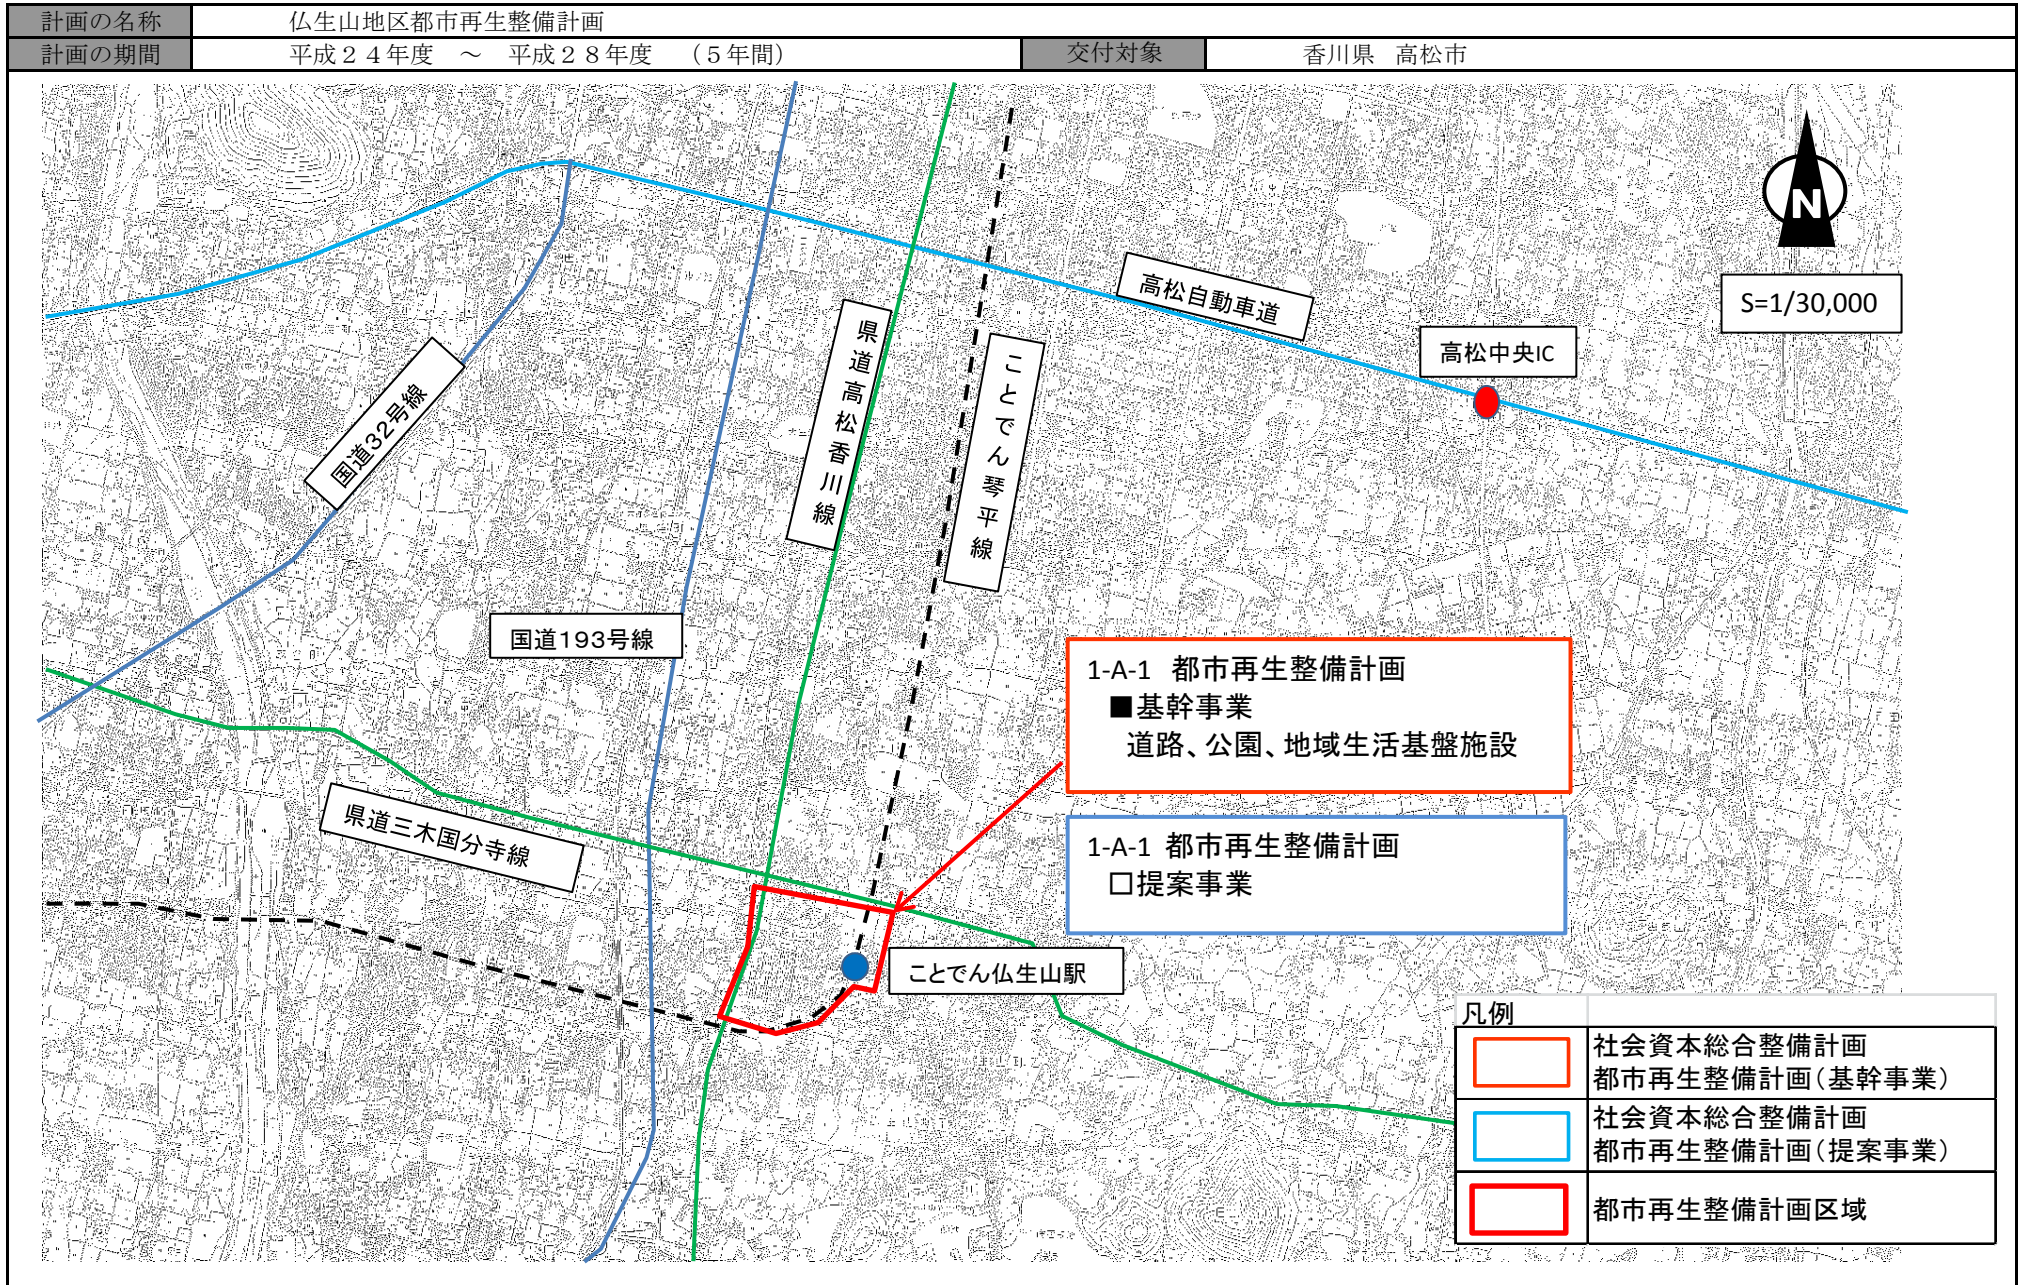 計画の名称 仏生山地区都市再生整備計画
計画の期間 平成24年度 ~ 平成28年度 (5年間) 交付対象 香川県 高松市
N
S=1/30,000
高松自動車道
高松中央IC
県道高松香川線
ことでん琴平線
国道32号線
国道193号線
1-A-1 都市再生整備計画
■基幹事業
道路、公園、地域生活基盤施設
県道三木国分寺線
1-A-1 都市再生整備計画
□提案事業
ことでん仏生山駅
凡例
社会資本総合整備計画
都市再生整備計画(基幹事業)
社会資本総合整備計画
都市再生整備計画(提案事業)
都市再生整備計画区域